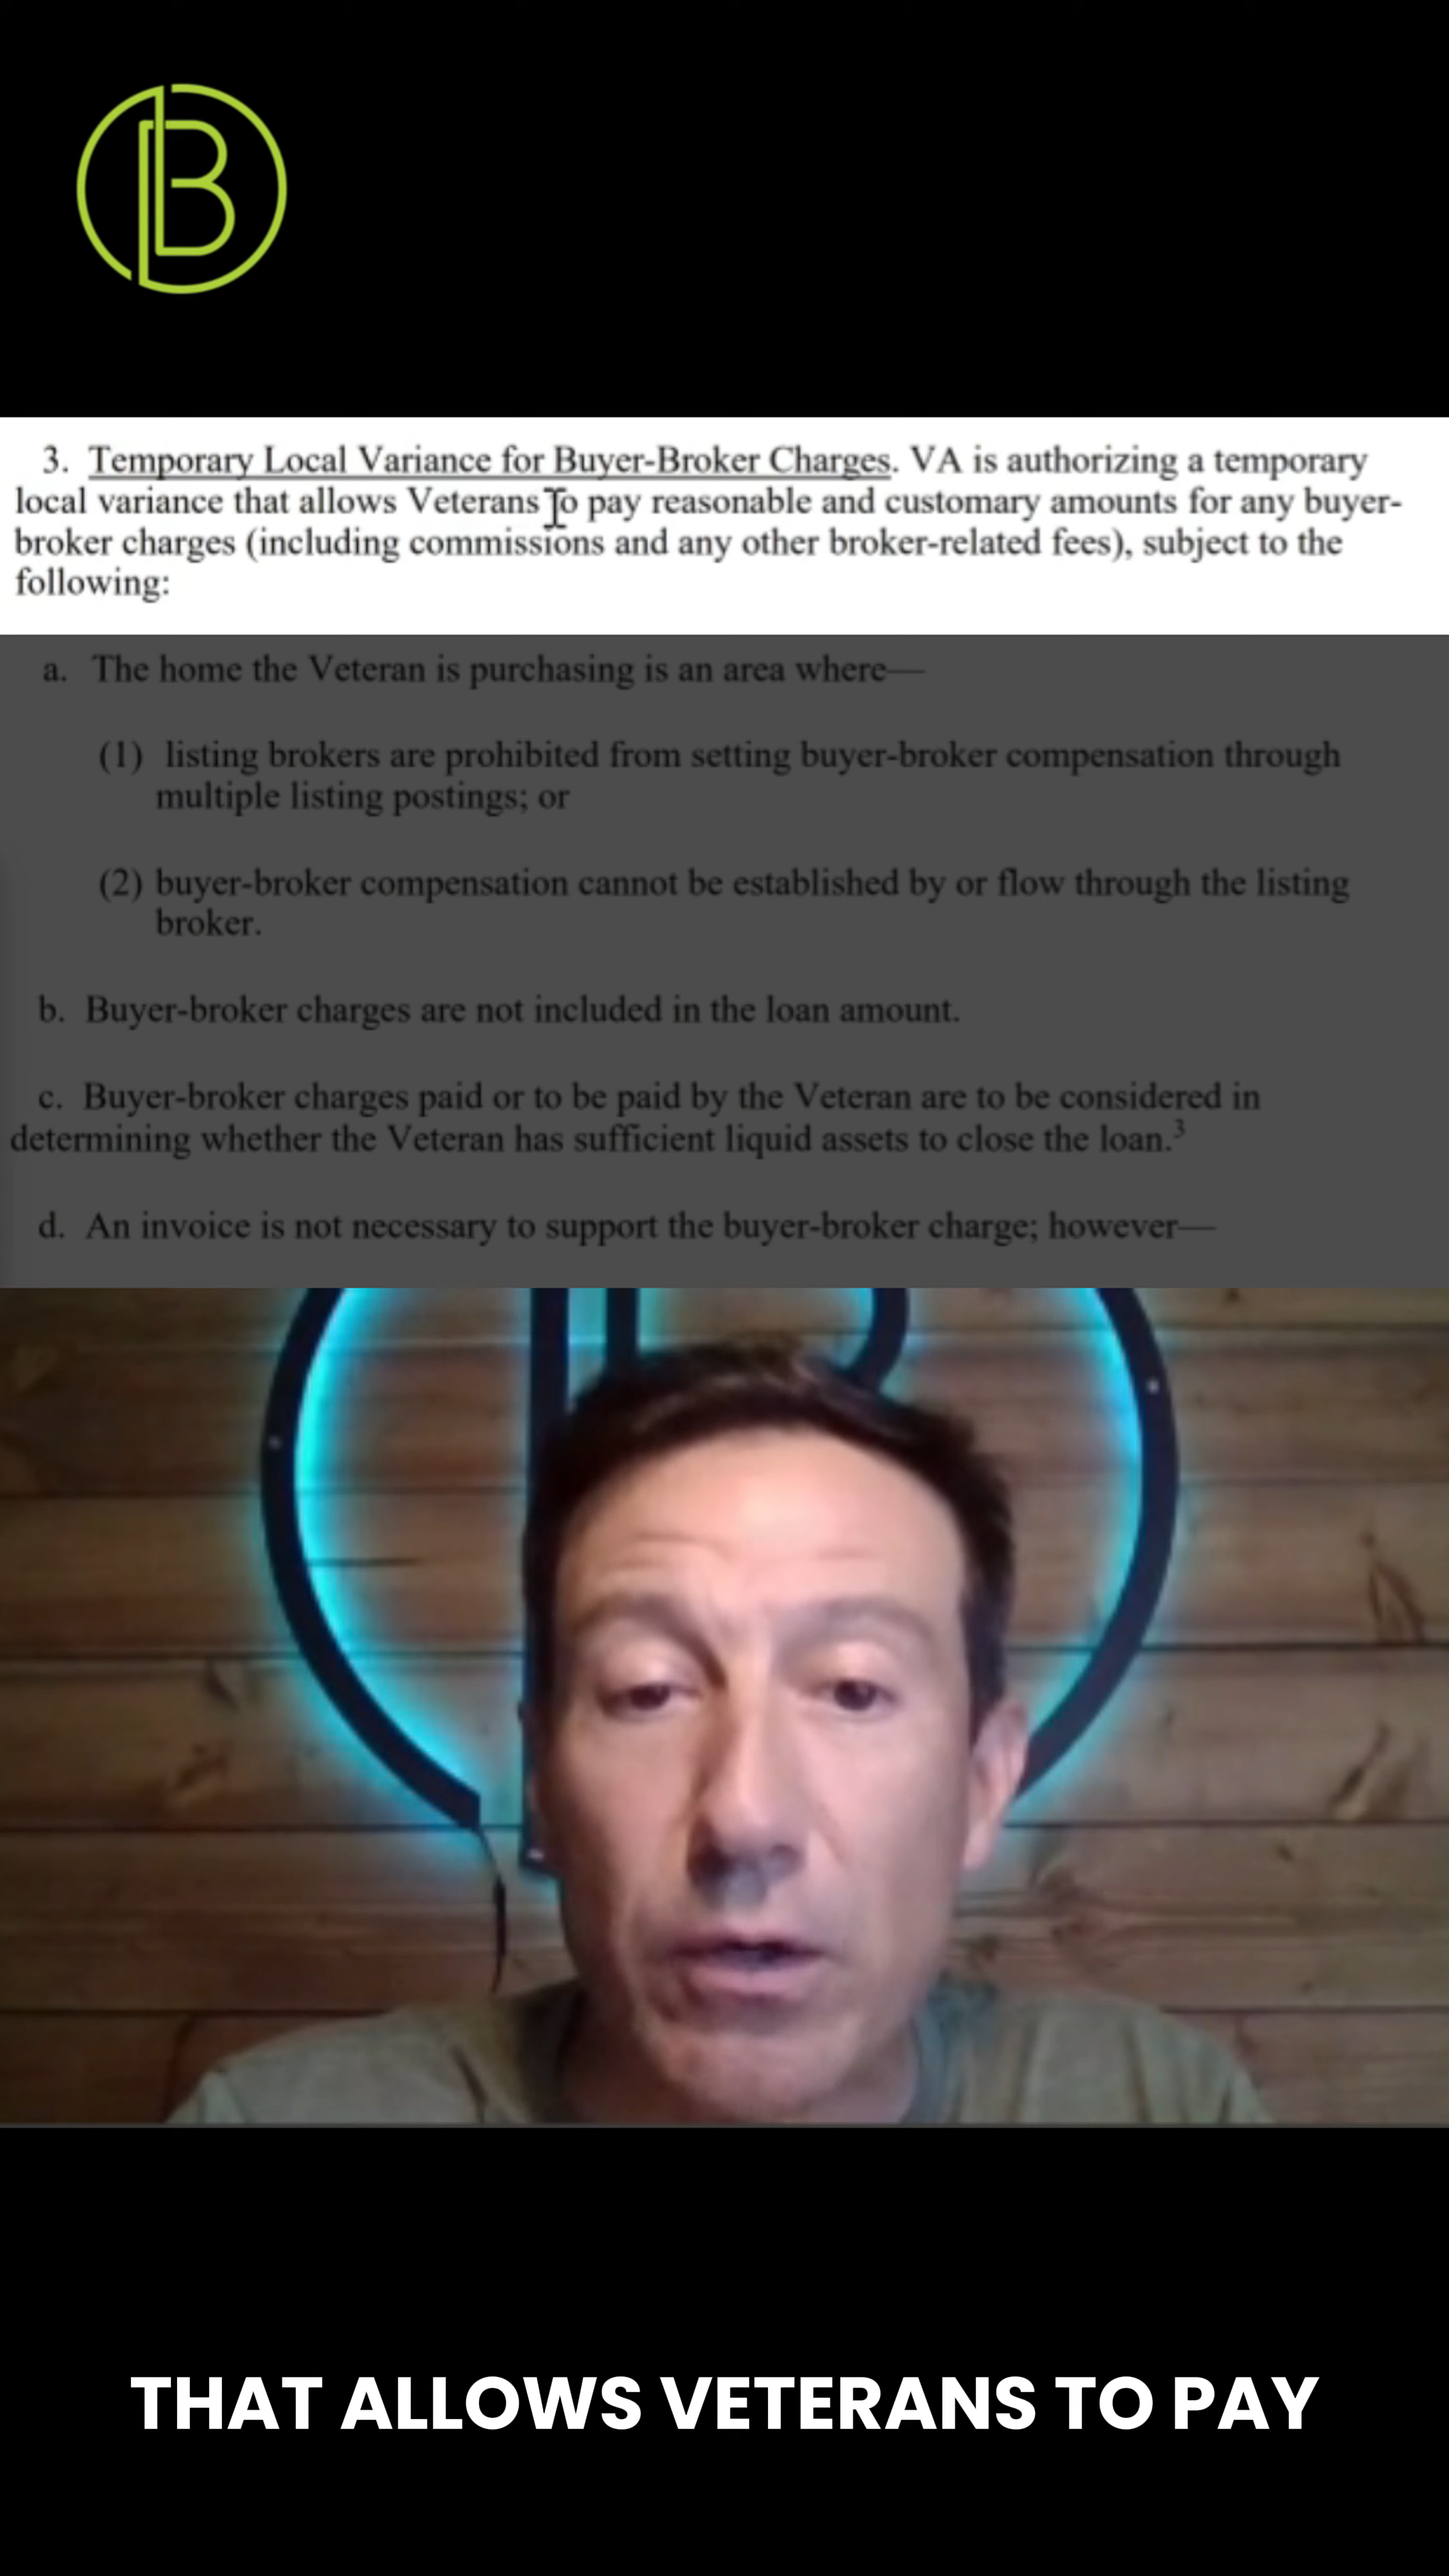 B
3. Temporary Local Variance for Buyer-Broker Charges. VA is authorizing a temporary
local variance that allows Veterans to pay reasonable and customary amounts for any buyer-
broker charges (including commissions and any other broker-related fees), subject to the
following:
a. The home the Veteran is purchasing is an area where—
(1) listing brokers are prohibited from setting buyer-broker compensation through
multiple listing postings; or
(2) buyer-broker compensation cannot be established by or flow through the listing
broker.
b. Buyer-broker charges are not included in the loan amount.
c. Buyer-broker charges paid or to be paid by the Veteran are to be considered in
determining whether the Veteran has sufficient liquid assets to close the loan.³
d. An invoice is not necessary to support the buyer-broker charge; however—
THAT ALLOWS VETERANS TO PAY